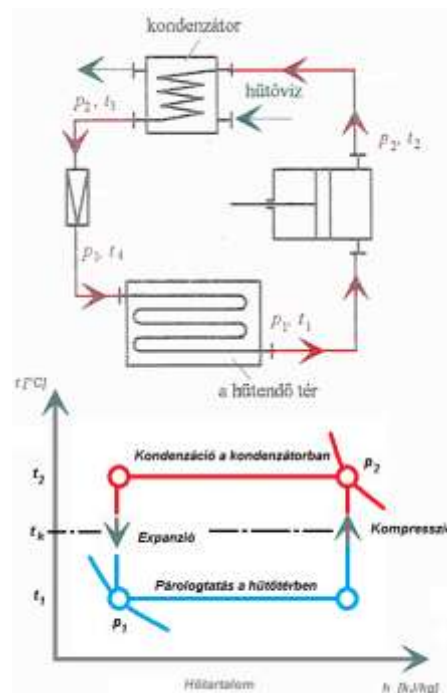 kondenzátor
hűtővíz
p2, t3
p2, t2
p1, t4
p1, t1
a hűtendő tér
t [°C]
t2
Kondenzáció a kondenzátorban
p2
tk
Expanzió
Kompresszió
t1
Párologtatás a hűtőtérben
p1
Hőtartalom
h [kJ/kg]